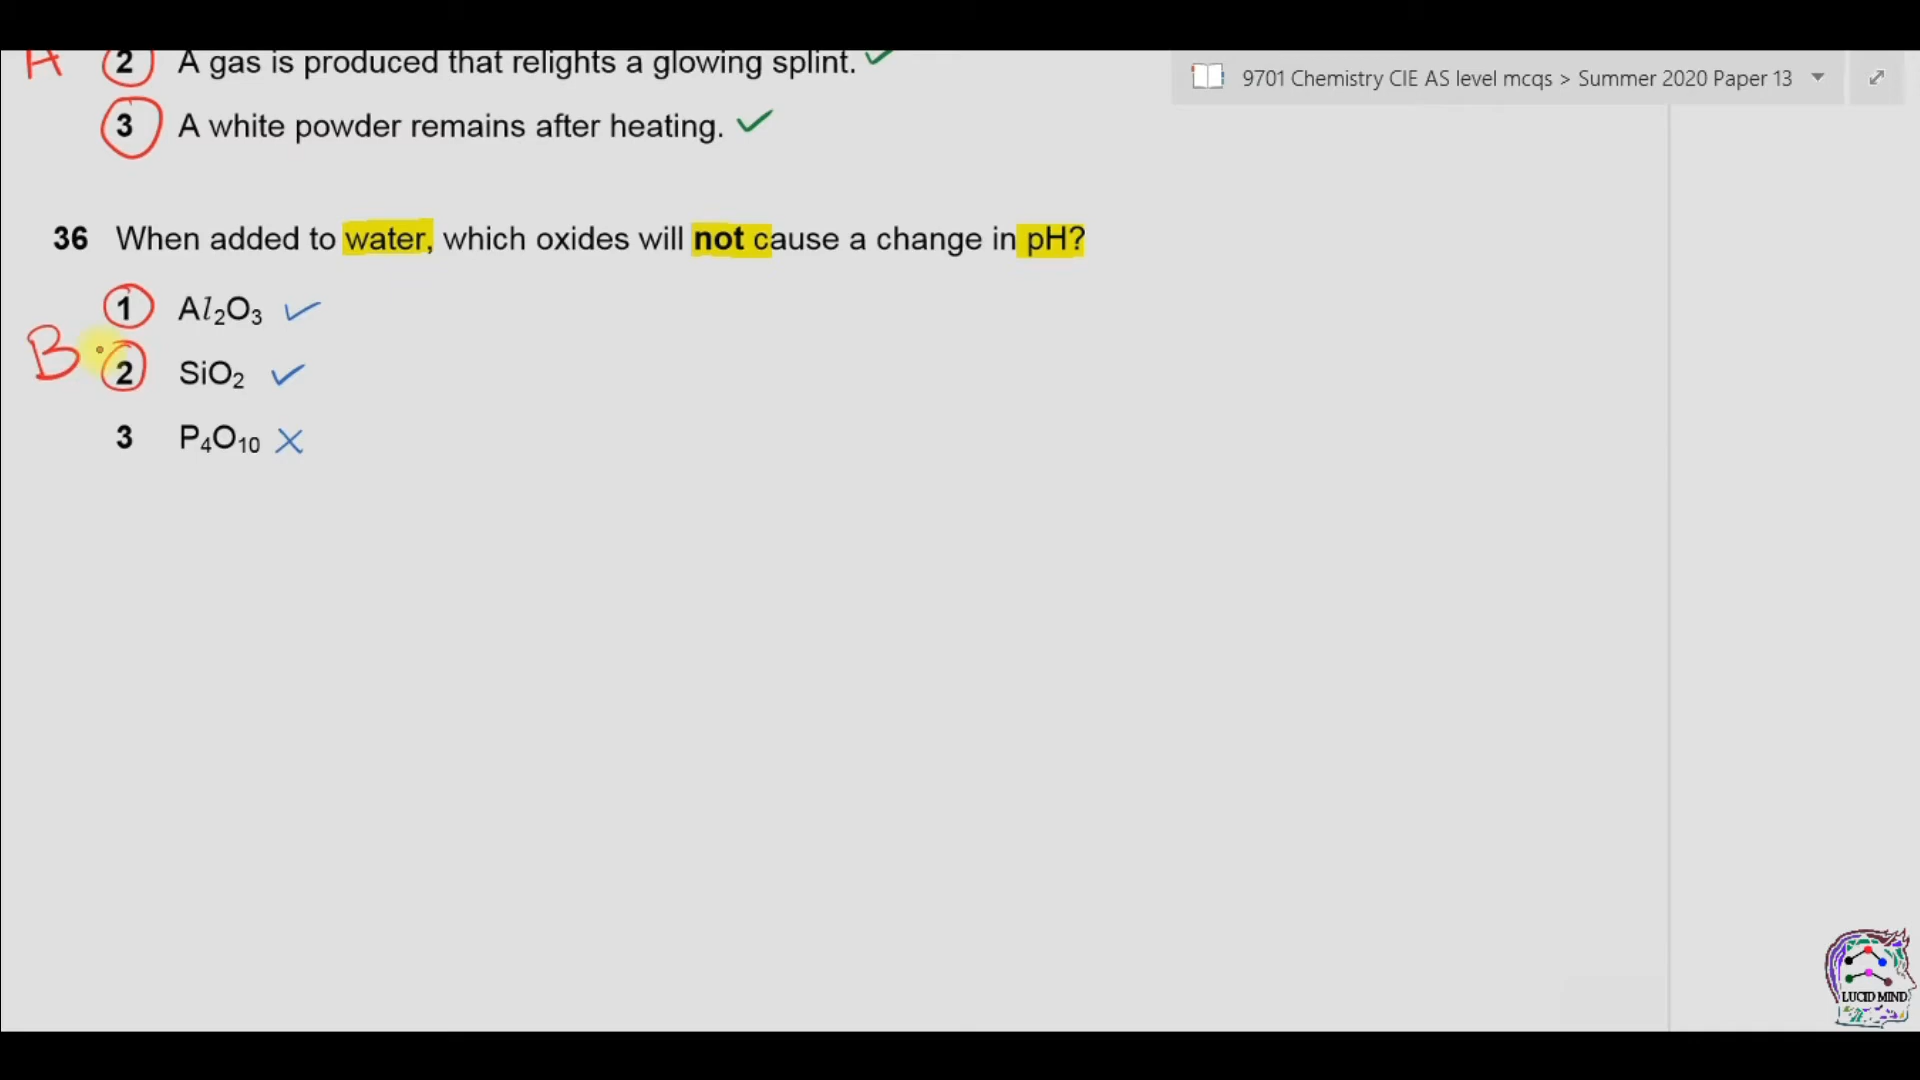 A 2 A gas is produced that relights a glowing splint.
9701 Chemistry CIE AS level mcqs > Summer 2020 Paper 13
3 A white powder remains after heating.
36 When added to water, which oxides will not cause a change in pH?
1 Al₂O₃
B
2 SiO₂
3 P₄O₁₀
LUCID MIND